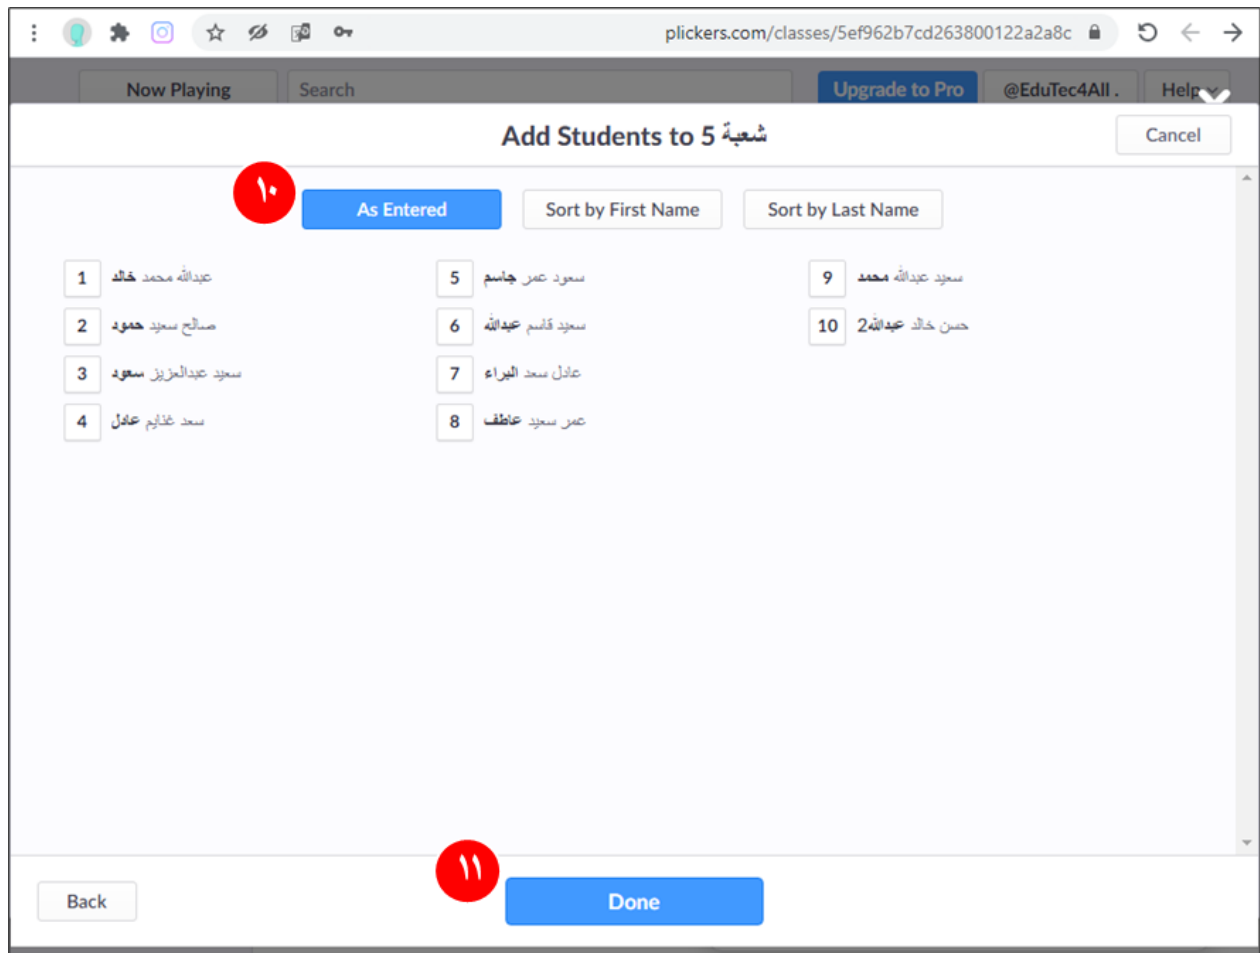 plickers.com/classes/5ef962b7cd263800122a2a8c
Now Playing
Search
Upgrade to Pro
@EduTec4All .
Help
Add Students to 5 شعبة
Cancel
١٠
As Entered
Sort by First Name
Sort by Last Name
1 عبدالله محمد خالد
2 صالح سعيد حمود
3 سعيد عبدالعزيز سعود
4 سعد غنايم عادل
5 سعود عمر جاسم
6 سعيد قاسم عبدالله
7 عادل سعد البراء
8 عمر سعيد عاطف
9 سعيد عبدالله محمد
10 حسن خالد عبدالله2
١١
Back
Done